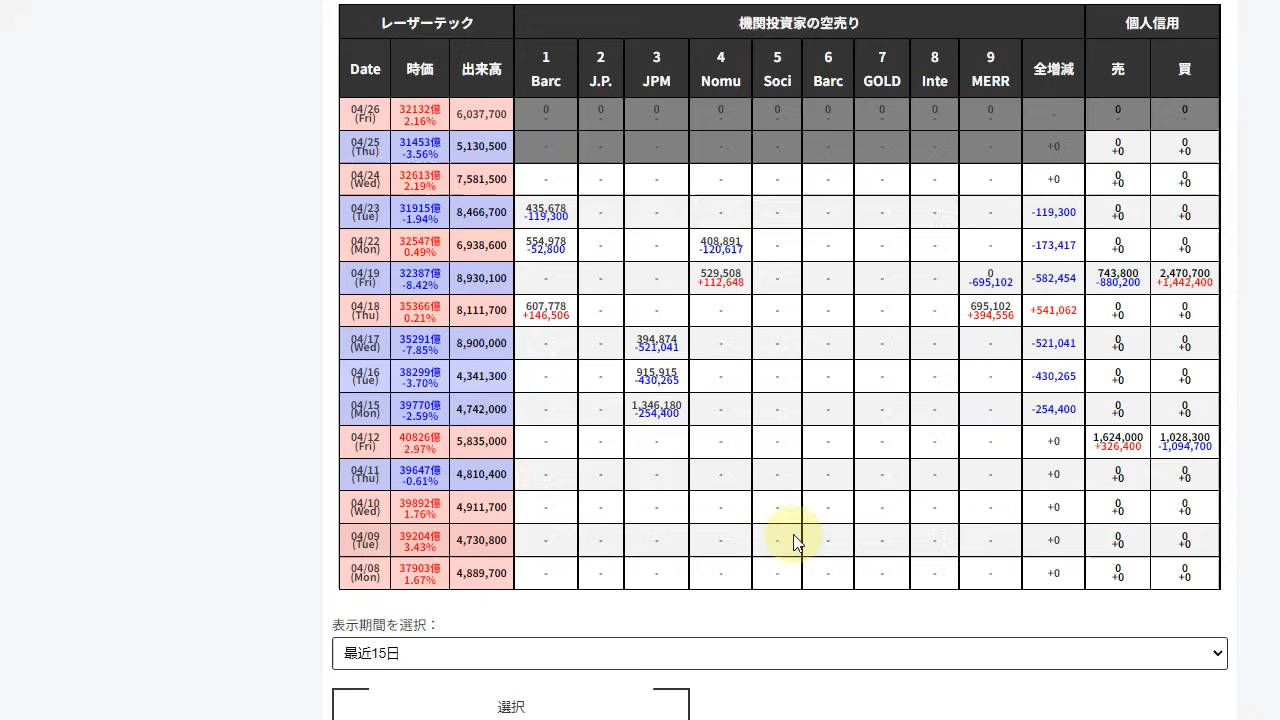 レーザーテック 機関投資家の空売り 個人信用
Date 時価 出来高 1 Barc 2 J.P. 3 JPM 4 Nomu 5 Soci 6 Barc 7 GOLD 8 Inte 9 MERR 全増減 売 買
04/26 (Fri) 32132億 2.16% 6,037,700 0 - 0 - 0 - 0 - 0 - 0 - 0 - 0 - 0 - - 0 - 0 -
04/25 (Thu) 31453億 -3.56% 5,130,500 - - - - - - - - - +0 0 +0 0 +0
04/24 (Wed) 32613億 2.19% 7,581,500 - - - - - - - - - +0 0 +0 0 +0
04/23 (Tue) 31915億 -1.94% 8,466,700 435,678 -119,300 - - - - - - - - -119,300 0 +0 0 +0
04/22 (Mon) 32547億 0.49% 6,938,600 554,978 -52,800 - - 408,891 -120,617 - - - - - -173,417 0 +0 0 +0
04/19 (Fri) 32387億 -8.42% 8,930,100 - - - 529,508 +112,648 - - - - 0 -695,102 -582,454 743,800 -880,200 2,470,700 +1,442,400
04/18 (Thu) 35366億 0.21% 8,111,700 607,778 +146,506 - - - - - - - 695,102 +394,556 +541,062 0 +0 0 +0
04/17 (Wed) 35291億 -7.85% 8,900,000 - - 394,874 -521,041 - - - - - - -521,041 0 +0 0 +0
04/16 (Tue) 38299億 -3.70% 4,341,300 - - 915,915 -430,265 - - - - - - -430,265 0 +0 0 +0
04/15 (Mon) 39770億 -2.59% 4,742,000 - - 1,346,180 -254,400 - - - - - - -254,400 0 +0 0 +0
04/12 (Fri) 40826億 2.97% 5,835,000 - - - - - - - - - +0 1,624,000 +326,400 1,028,300 -1,094,700
04/11 (Thu) 39647億 -0.61% 4,810,400 - - - - - - - - - +0 0 +0 0 +0
04/10 (Wed) 39892億 1.76% 4,911,700 - - - - - - - - - +0 0 +0 0 +0
04/09 (Tue) 39204億 3.43% 4,730,800 - - - - - - - - - +0 0 +0 0 +0
04/08 (Mon) 37903億 1.67% 4,889,700 - - - - - - - - - +0 0 +0 0 +0
表示期間を選択：
最近15日
選択